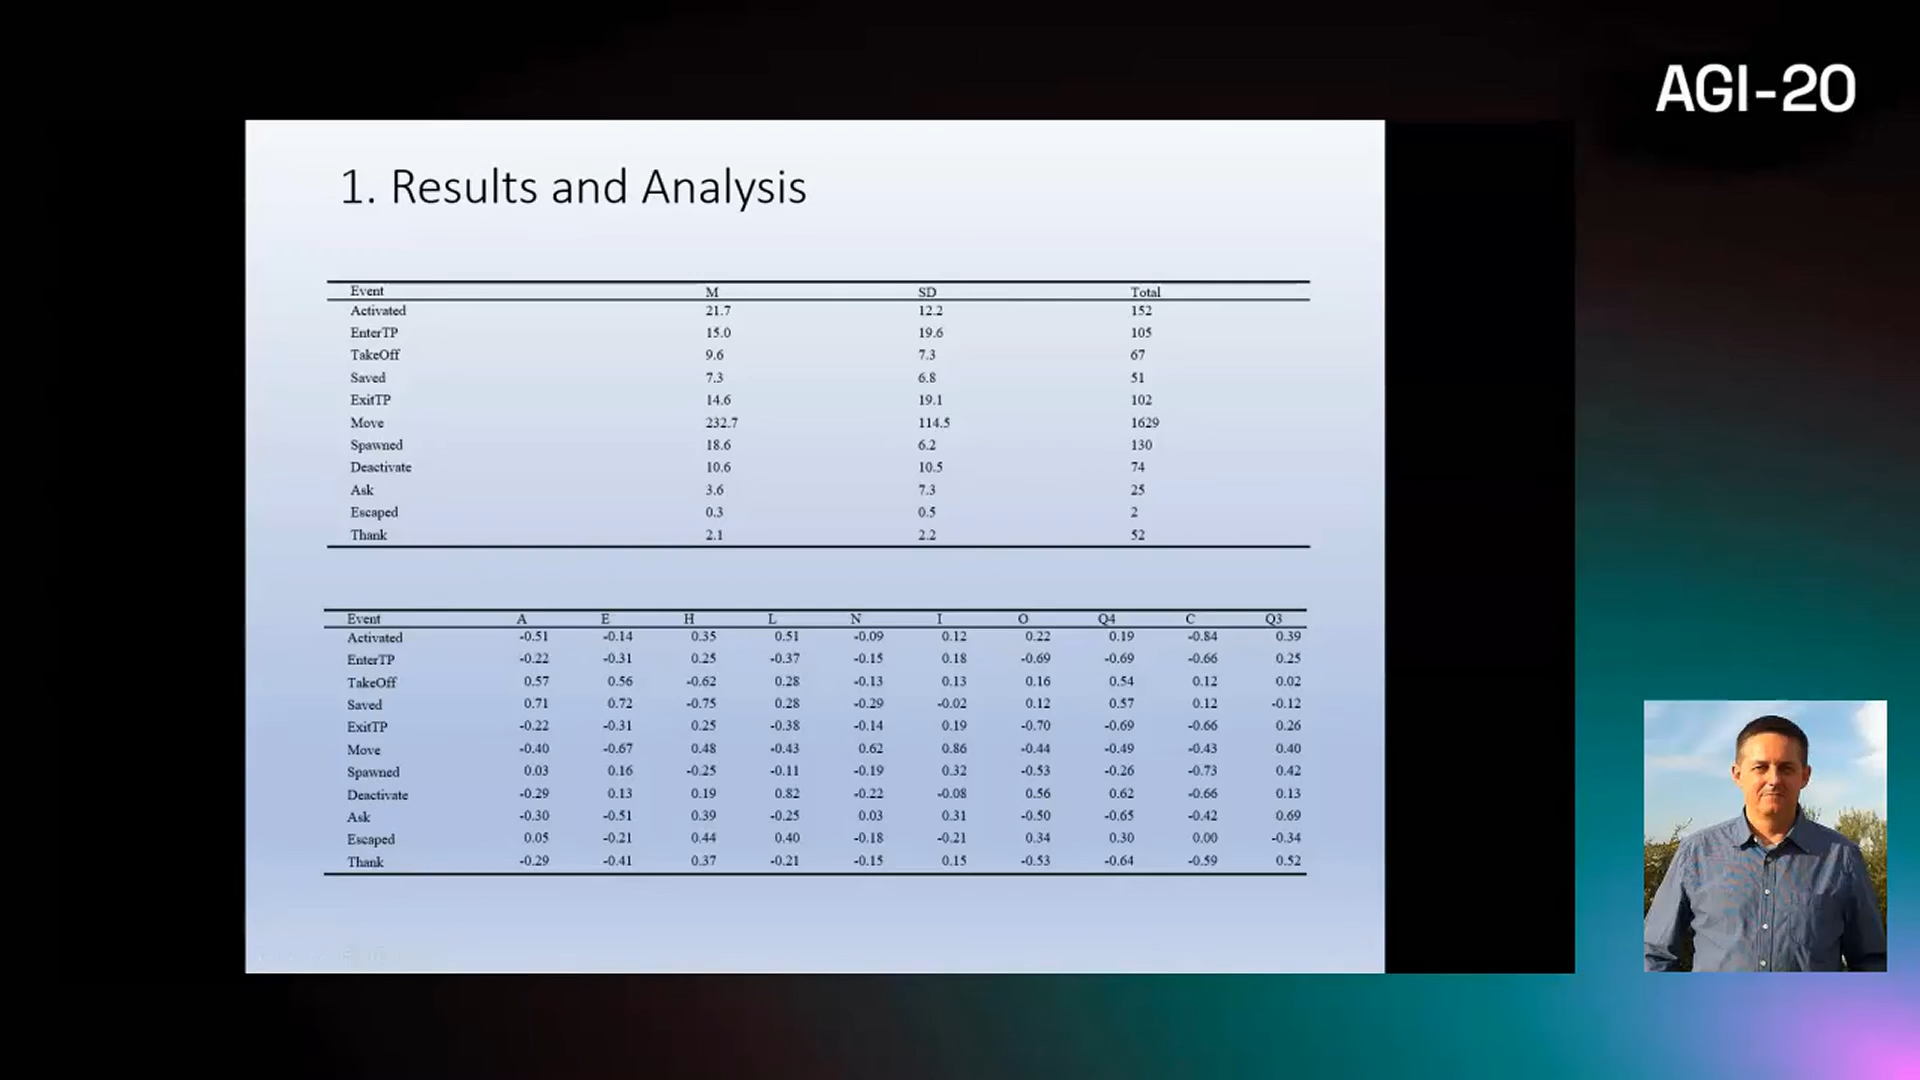 AGI-20
1. Results and Analysis
Event M SD Total
Activated 21.7 12.2 152
EnterTP 15.0 19.6 105
TakeOff 9.6 7.3 67
Saved 7.3 6.8 51
ExitTP 14.6 19.1 102
Move 232.7 114.5 1629
Spawned 18.6 6.2 130
Deactivate 10.6 10.5 74
Ask 3.6 7.3 25
Escaped 0.3 0.5 2
Thank 2.1 2.2 52
Event A E H L N I O Q4 C Q3
Activated -0.51 -0.14 0.35 0.51 -0.09 0.12 0.22 0.19 -0.84 0.39
EnterTP -0.22 -0.31 0.25 -0.37 -0.15 0.18 -0.69 -0.69 -0.66 0.25
TakeOff 0.57 0.56 -0.62 0.28 -0.13 0.13 0.16 0.54 0.12 0.02
Saved 0.71 0.72 -0.75 0.28 -0.29 -0.02 0.12 0.57 0.12 -0.12
ExitTP -0.22 -0.31 0.25 -0.38 -0.14 0.19 -0.70 -0.69 -0.66 0.26
Move -0.40 -0.67 0.48 -0.43 0.62 0.86 -0.44 -0.49 -0.43 0.40
Spawned 0.03 0.16 -0.25 -0.11 -0.19 0.32 -0.53 -0.26 -0.73 0.42
Deactivate -0.29 0.13 0.19 0.82 -0.22 -0.08 0.56 0.62 -0.66 0.13
Ask -0.30 -0.51 0.39 -0.25 0.03 0.31 -0.50 -0.65 -0.42 0.69
Escaped 0.05 -0.21 0.44 0.40 -0.18 -0.21 0.34 0.30 0.00 -0.34
Thank -0.29 -0.41 0.37 -0.21 -0.15 0.15 -0.53 -0.64 -0.59 0.52